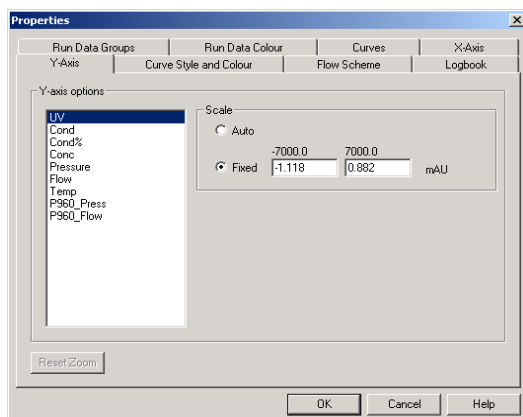 Properties
Run Data Groups Run Data Colour Curves X-Axis
Y-Axis Curve Style and Colour Flow Scheme Logbook
Y-axis options
UV
Cond
Cond%
Conc
Pressure
Flow
Temp
P960_Press
P960_Flow
Scale
Auto
-7000.0 7000.0
Fixed -1.118 0.882 mAU
Reset Zoom
OK Cancel Help